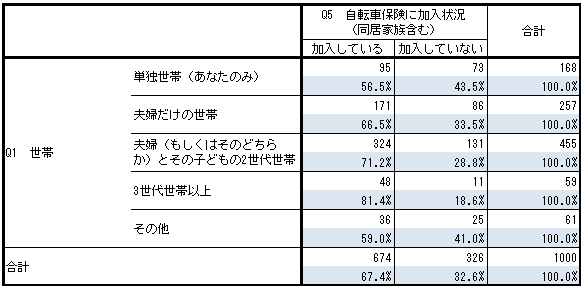 Q5　自転車保険に加入状況
（同居家族含む）
合計
加入している 加入していない
Q1　世帯
単独世帯（あなたのみ） 95 73 168
56.5% 43.5% 100.0%
夫婦だけの世帯 171 86 257
66.5% 33.5% 100.0%
夫婦（もしくはそのどちら 324 131 455
か）とその子どもの2世代世帯 71.2% 28.8% 100.0%
3世代世帯以上 48 11 59
81.4% 18.6% 100.0%
その他 36 25 61
59.0% 41.0% 100.0%
合計 674 326 1000
67.4% 32.6% 100.0%